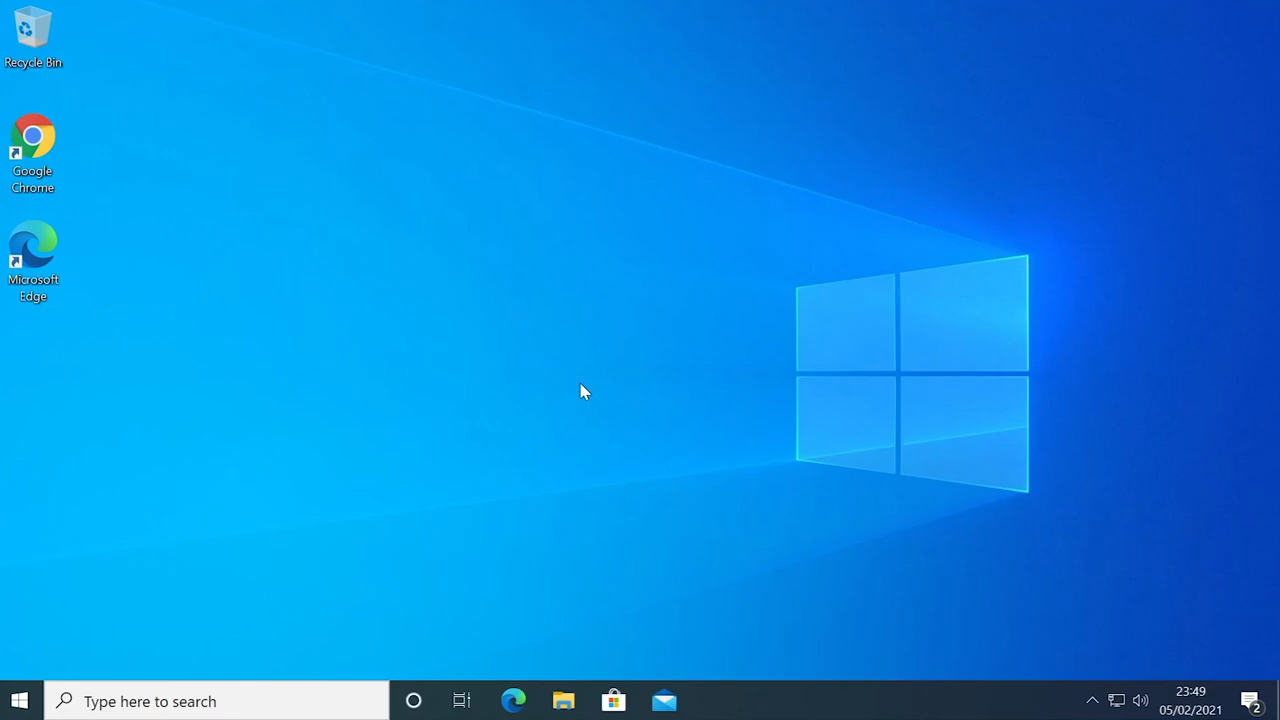 Recycle Bin
Google
Chrome
Microsoft
Edge
Type here to search
23:49
05/02/2021
2